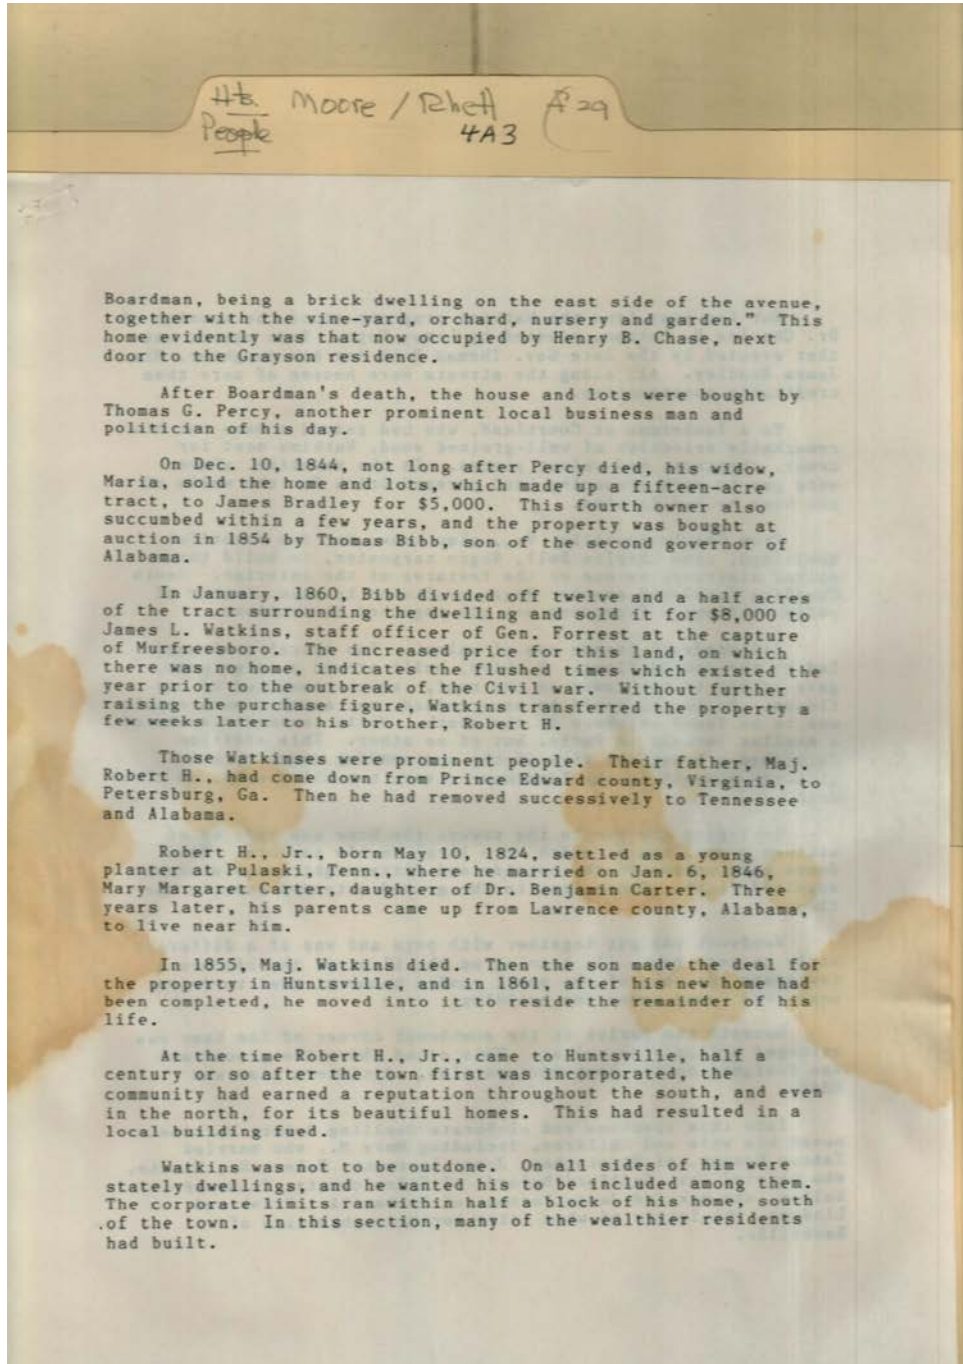 Hts. Moore / Rhett 29
People 4A3
Boardman, being a brick dwelling on the east side of the avenue,
together with the vine-yard, orchard, nursery and garden." This
home evidently was that now occupied by Henry B. Chase, next
door to the Grayson residence.
After Boardman's death, the house and lots were bought by
Thomas G. Percy, another prominent local business man and
politician of his day.
On Dec. 10, 1844, not long after Percy died, his widow,
Maria, sold the home and lots, which made up a fifteen-acre
tract, to James Bradley for $5,000. This fourth owner also
succumbed within a few years, and the property was bought at
auction in 1854 by Thomas Bibb, son of the second governor of
Alabama.
In January, 1860, Bibb divided off twelve and a half acres
of the tract surrounding the dwelling and sold it for $8,000 to
James L. Watkins, staff officer of Gen. Forrest at the capture
of Murfreesboro. The increased price for this land, on which
there was no home, indicates the flushed times which existed the
year prior to the outbreak of the Civil war. Without further
raising the purchase figure, Watkins transferred the property a
few weeks later to his brother, Robert H.
Those Watkinses were prominent people. Their father, Maj.
Robert H., had come down from Prince Edward county, Virginia, to
Petersburg, Ga. Then he had removed successively to Tennessee
and Alabama.
Robert H., Jr., born May 10, 1824, settled as a young
planter at Pulaski, Tenn., where he married on Jan. 6, 1846,
Mary Margaret Carter, daughter of Dr. Benjamin Carter. Three
years later, his parents came up from Lawrence county, Alabama,
to live near him.
In 1855, Maj. Watkins died. Then the son made the deal for
the property in Huntsville, and in 1861, after his new home had
been completed, he moved into it to reside the remainder of his
life.
At the time Robert H., Jr., came to Huntsville, half a
century or so after the town first was incorporated, the
community had earned a reputation throughout the south, and even
in the north, for its beautiful homes. This had resulted in a
local building fued.
Watkins was not to be outdone. On all sides of him were
stately dwellings, and he wanted his to be included among them.
The corporate limits ran within half a block of his home, south
.of the town. In this section, many of the wealthier residents
had built.